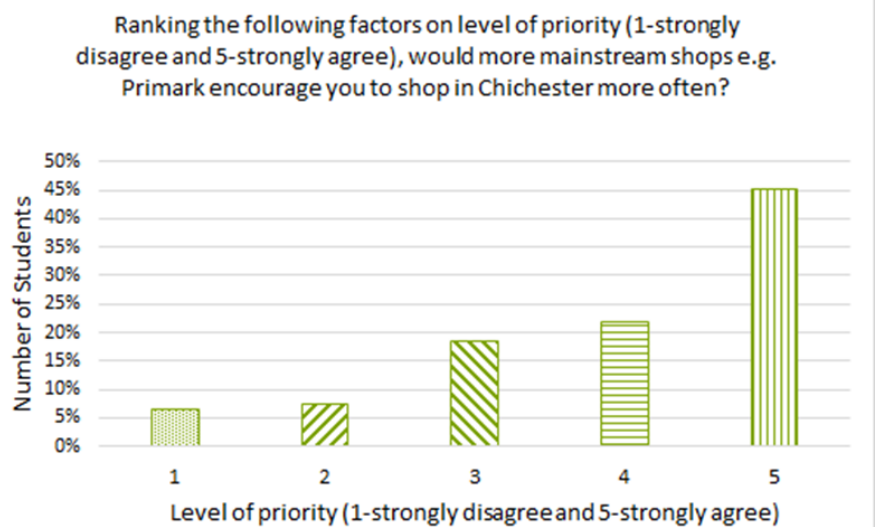 Ranking the following factors on level of priority (1-strongly
disagree and 5-strongly agree), would more mainstream shops e.g.
Primark encourage you to shop in Chichester more often?
50%
45%
40%
35%
30%
25%
20%
15%
10%
5%
0%
Number of Students
1 2 3 4 5
Level of priority (1-strongly disagree and 5-strongly agree)